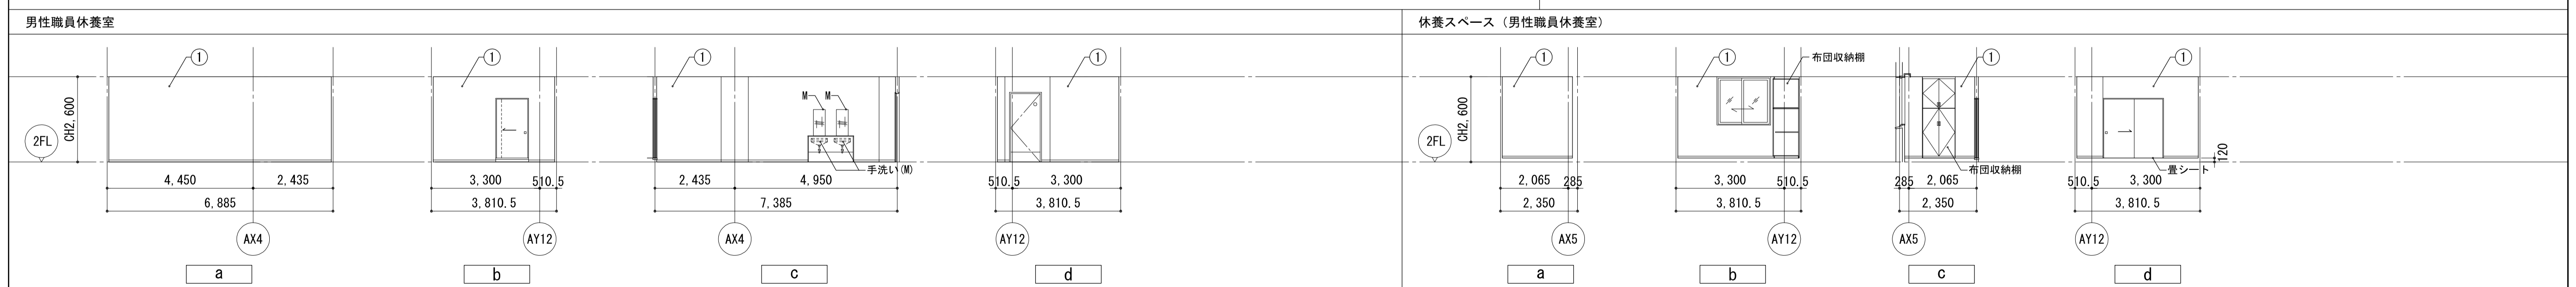 男性職員休養室
休養スペース（男性職員休養室）
① ① ① ①
M M
手洗い(M)
2FL
CH2,600
4,450 2,435
6,885
AX4
a
3,300 510.5
3,810.5
AY12
b
2,435 4,950
7,385
AX4
c
510.5 3,300
3,810.5
AY12
d
① ① ① ①
布団収納棚
布団収納棚
畳シート
120
2FL
CH2,600
2,065 285
2,350
AX5
a
3,300 510.5
3,810.5
AY12
b
285 2,065
2,350
AX5
c
510.5 3,300
3,810.5
AY12
d